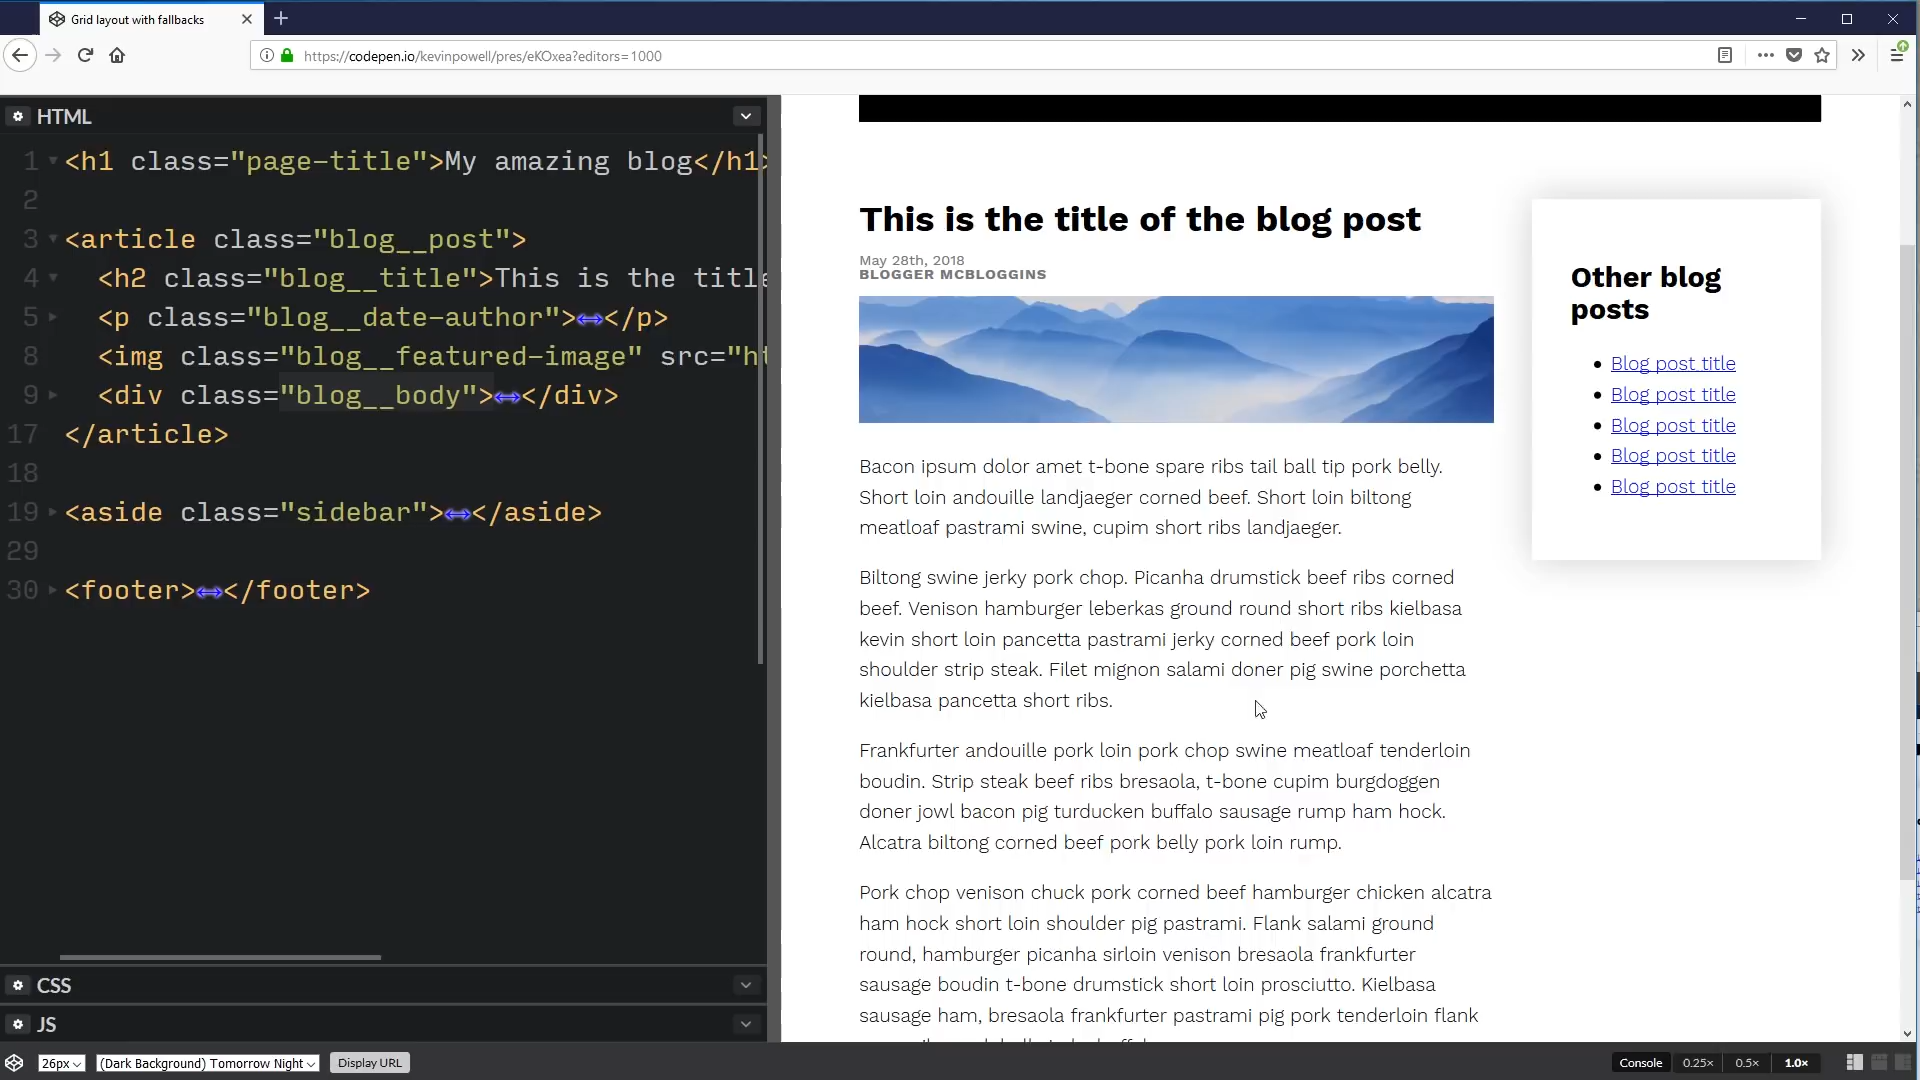 Grid layout with fallbacks
https://codepen.io/kevinpowell/pres/eKOxea?editors=1000
HTML
1 <h1 class="page-title">My amazing blog</h1>
2
3 <article class="blog__post">
4 <h2 class="blog__title">This is the title
5 <p class="blog__date-author">↔</p>
8 <img class="blog__featured-image" src="ht
9 <div class="blog__body">↔</div>
17 </article>
18
19 <aside class="sidebar">↔</aside>
29
30 <footer>↔</footer>
CSS
JS
26px
(Dark Background) Tomorrow Night
Display URL
This is the title of the blog post
May 28th, 2018
BLOGGER MCBLOGGINS
Bacon ipsum dolor amet t-bone spare ribs tail ball tip pork belly.
Short loin andouille landjaeger corned beef. Short loin biltong
meatloaf pastrami swine, cupim short ribs landjaeger.
Biltong swine jerky pork chop. Picanha drumstick beef ribs corned
beef. Venison hamburger leberkas ground round short ribs kielbasa
kevin short loin pancetta pastrami jerky corned beef pork loin
shoulder strip steak. Filet mignon salami doner pig swine porchetta
kielbasa pancetta short ribs.
Frankfurter andouille pork loin pork chop swine meatloaf tenderloin
boudin. Strip steak beef ribs bresaola, t-bone cupim burgdoggen
doner jowl bacon pig turducken buffalo sausage rump ham hock.
Alcatra biltong corned beef pork belly pork loin rump.
Pork chop venison chuck pork corned beef hamburger chicken alcatra
ham hock short loin shoulder pig pastrami. Flank salami ground
round, hamburger picanha sirloin venison bresaola frankfurter
sausage boudin t-bone drumstick short loin prosciutto. Kielbasa
sausage ham, bresaola frankfurter pastrami pig pork tenderloin flank
Other blog
posts
Blog post title
Blog post title
Blog post title
Blog post title
Blog post title
Console
0.25×
0.5×
1.0×